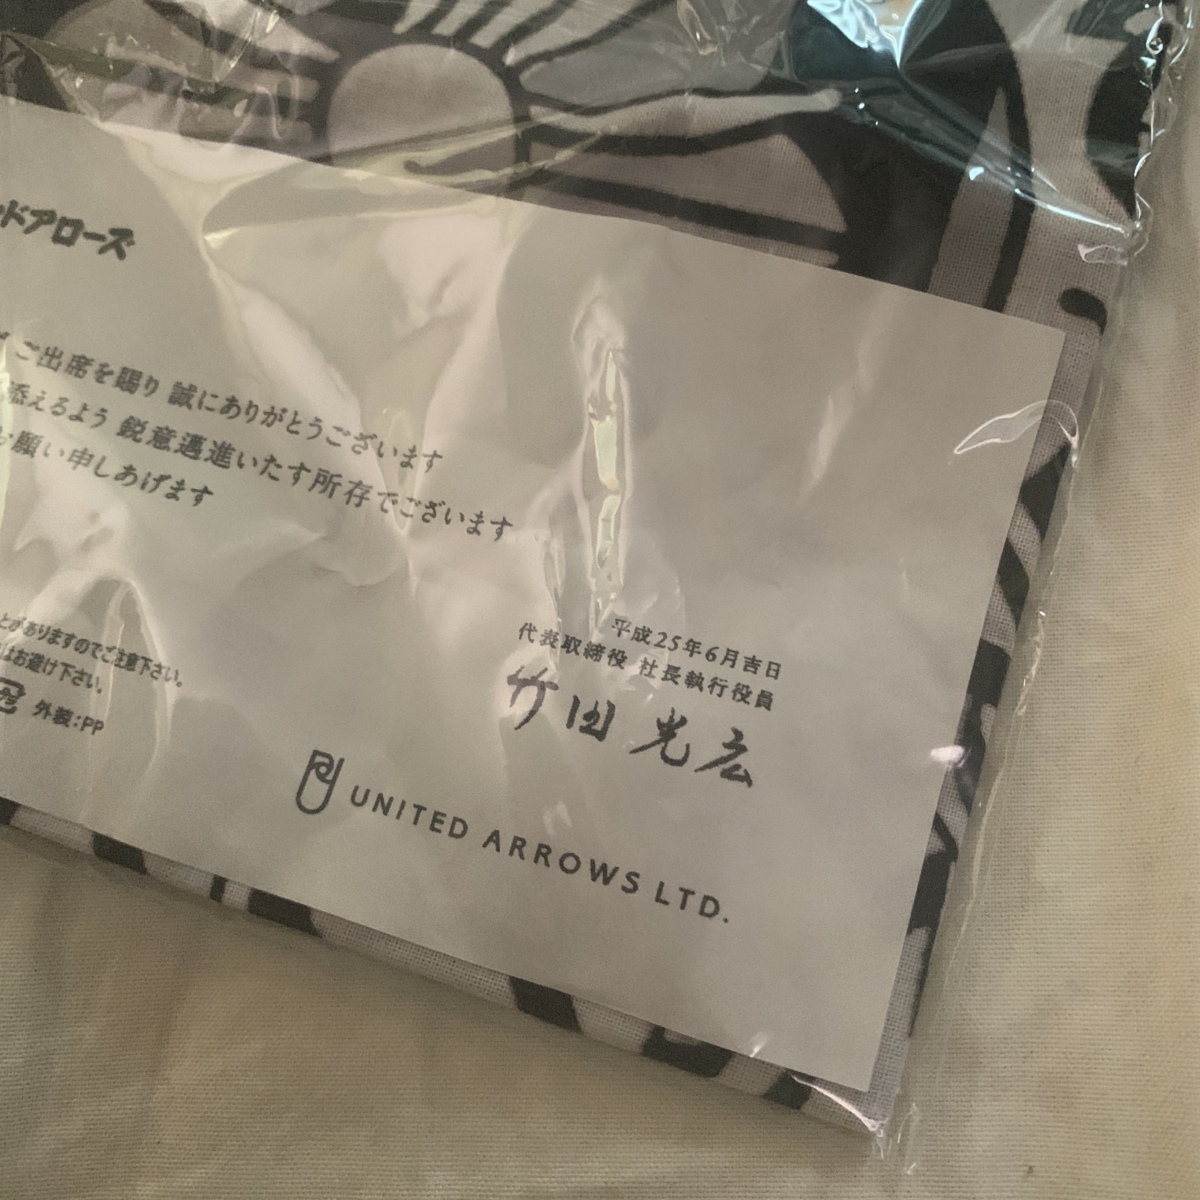 ドアローズ
ご出席を賜り 誠にありがとうございます
添えるよう 鋭意邁進いたす所存でございます
お願い申しあげます
とがありますのでご注意下さい。
はお避け下さい。
外装:PP
平成25年6月吉日
代表取締役 社長執行役員
竹田 光広
UNITED ARROWS LTD.